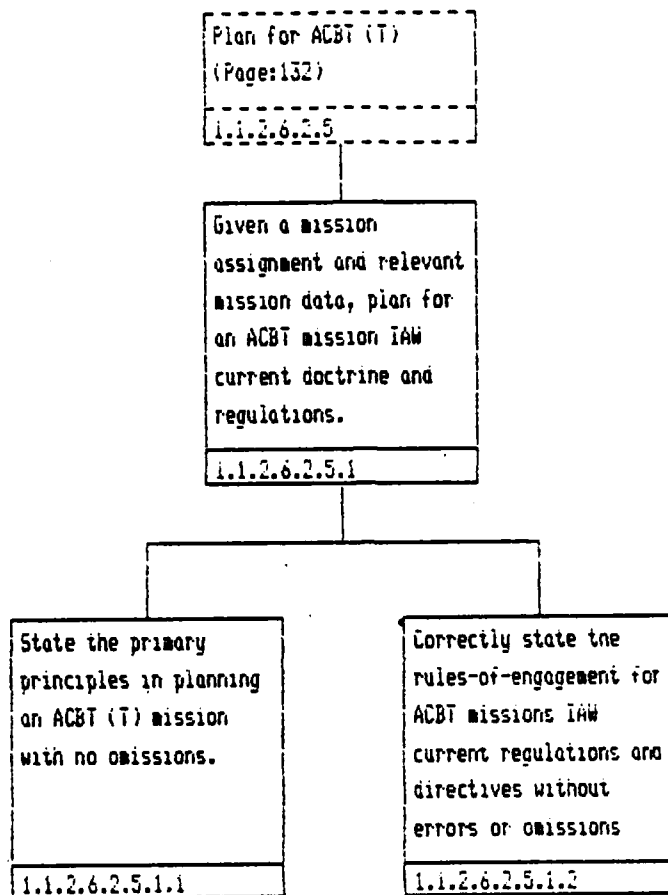 Plan for ACBT (T)
(Page:132)
1.1.2.6.2.5
Given a mission
assignment and relevant
mission data, plan for
an ACBT mission IAW
current doctrine and
regulations.
1.1.2.6.2.5.1
State the primary
principles in planning
an ACBT (T) mission
with no omissions.
1.1.2.6.2.5.1.1
Correctly state the
rules-of-engagement for
ACBT missions IAW
current regulations and
directives without
errors or omissions
1.1.2.6.2.5.1.2